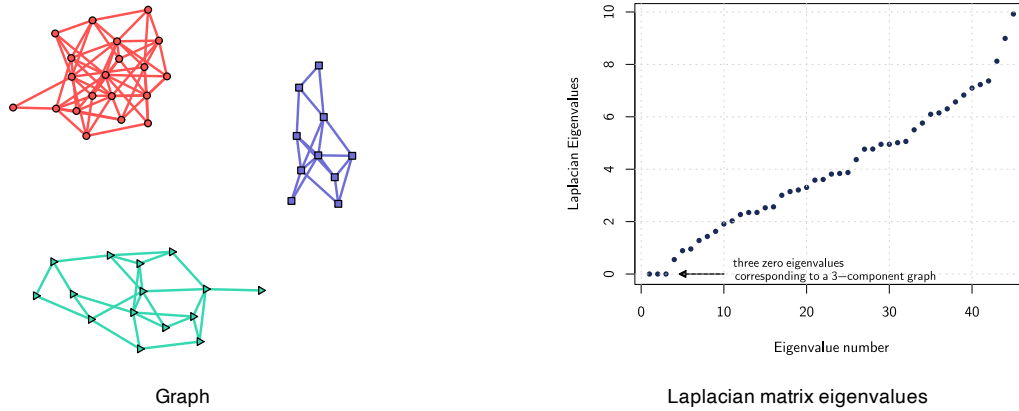 10
8
6
4
2
0
Laplacian Eigenvalues
three zero eigenvalues
corresponding to a 3−component graph
0 10 20 30 40
Eigenvalue number
Graph
Laplacian matrix eigenvalues